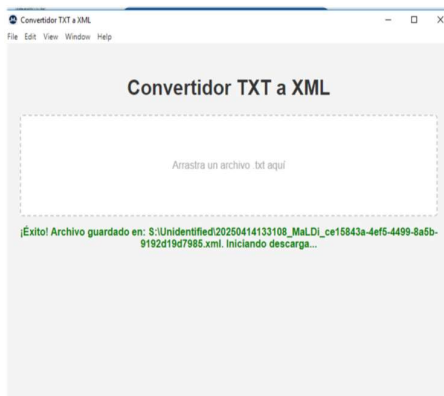 Convertidor TXT a XML
File Edit View Window Help
Convertidor TXT a XML
Arrastra un archivo .txt aquí
¡Éxito! Archivo guardado en: S:\Unidentified\20250414133108_MaLDi_ce15843a-4ef5-4499-8a5b-
9192d19d7985.xml. Iniciando descarga...